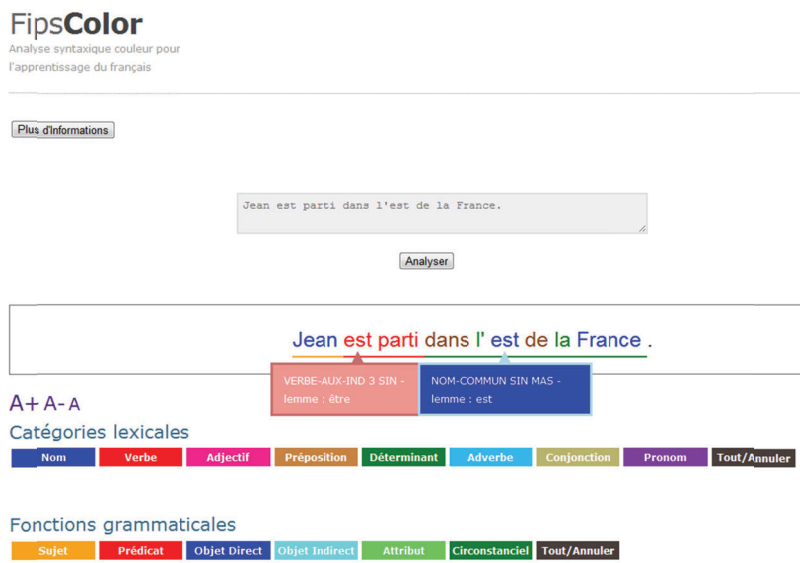 FipsColor
Analyse syntaxique couleur pour
l'apprentissage du français
Plus d'Informations
Jean est parti dans l'est de la France.
Analyser
Jean est parti dans l' est de la France .
VERBE-AUX-IND 3 SIN -
lemme : être
NOM-COMMUN SIN MAS -
lemme : est
A+ A- A
Catégories lexicales
Nom Verbe Adjectif Préposition Déterminant Adverbe Conjonction Pronom Tout/Annuler
Fonctions grammaticales
Sujet Prédicat Objet Direct Objet Indirect Attribut Circonstanciel Tout/Annuler